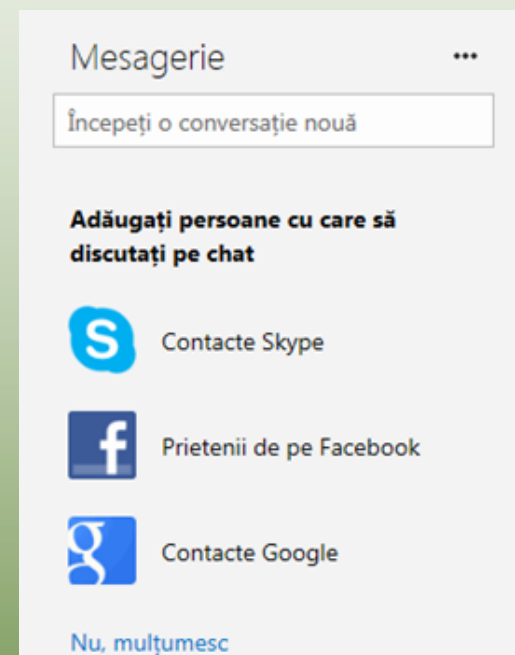 Mesagerie
Începeți o conversație nouă
Adăugați persoane cu care să
discutați pe chat
Contacte Skype
Prietenii de pe Facebook
Contacte Google
Nu, mulțumesc